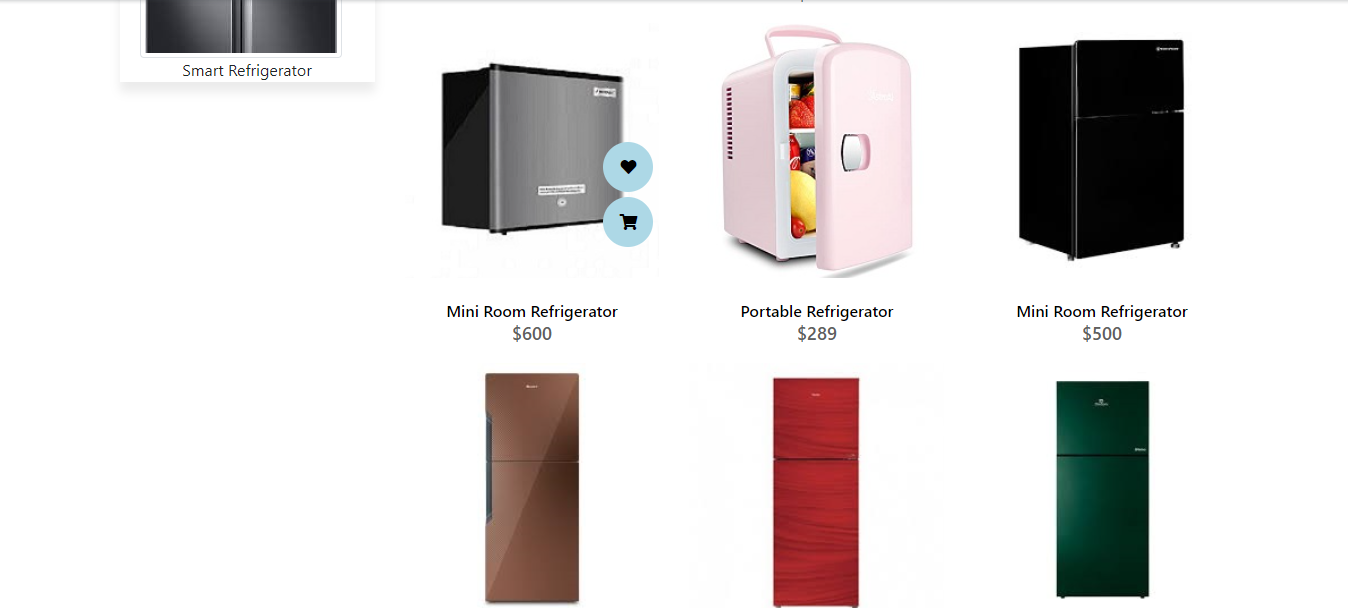 Smart Refrigerator
Mini Room Refrigerator
$600
Portable Refrigerator
$289
Mini Room Refrigerator
$500